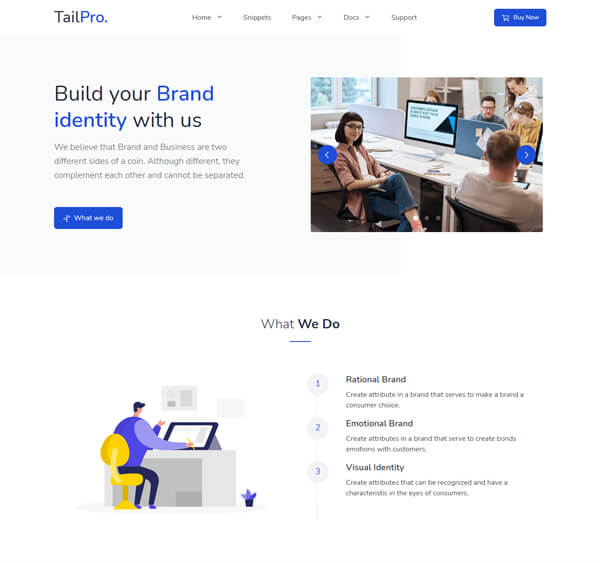 TailPro.
Home Snippets Pages Docs Support Buy Now
Build your Brand
identity with us
We believe that Brand and Business are two
different sides of a coin. Although different, they
complement each other and cannot be separated.
What we do
What We Do
1 Rational Brand
Create attribute in a brand that serves to make a brand a
consumer choice.
2 Emotional Brand
Create attributes in a brand that serve to create bonds
emotions with customers.
3 Visual Identity
Create attributes that can be recognized and have a
characteristic in the eyes of consumers.